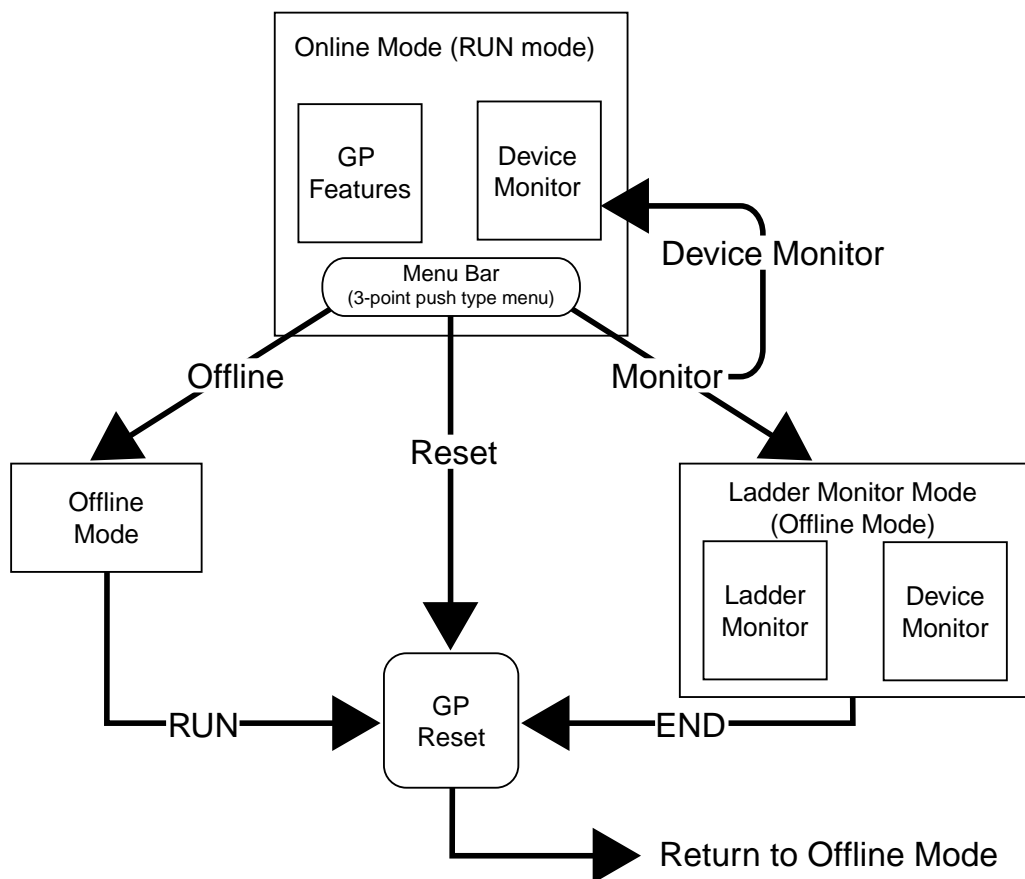 Online Mode (RUN mode)
GP
Features
Device
Monitor
Device Monitor
Menu Bar
(3-point push type menu)
Offline
Monitor
Reset
Offline
Mode
Ladder Monitor Mode
(Offline Mode)
Ladder
Monitor
Device
Monitor
GP
Reset
RUN
END
Return to Offline Mode